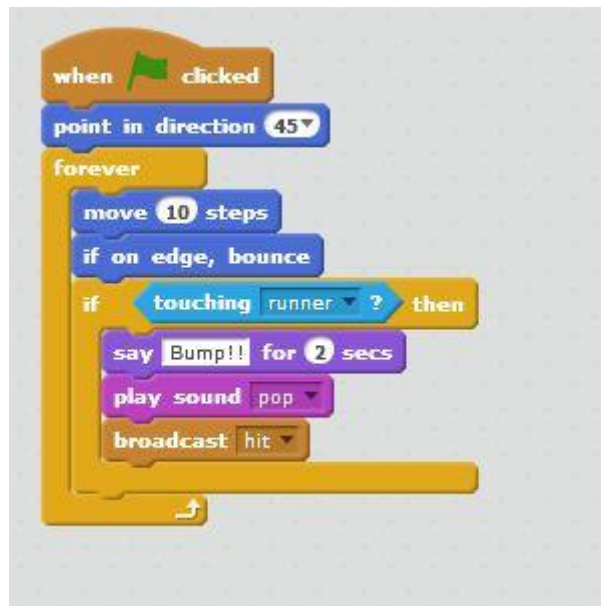 when clicked
point in direction 45
forever
move 10 steps
if on edge, bounce
if touching runner ? then
say Bump!! for 2 secs
play sound pop
broadcast hit